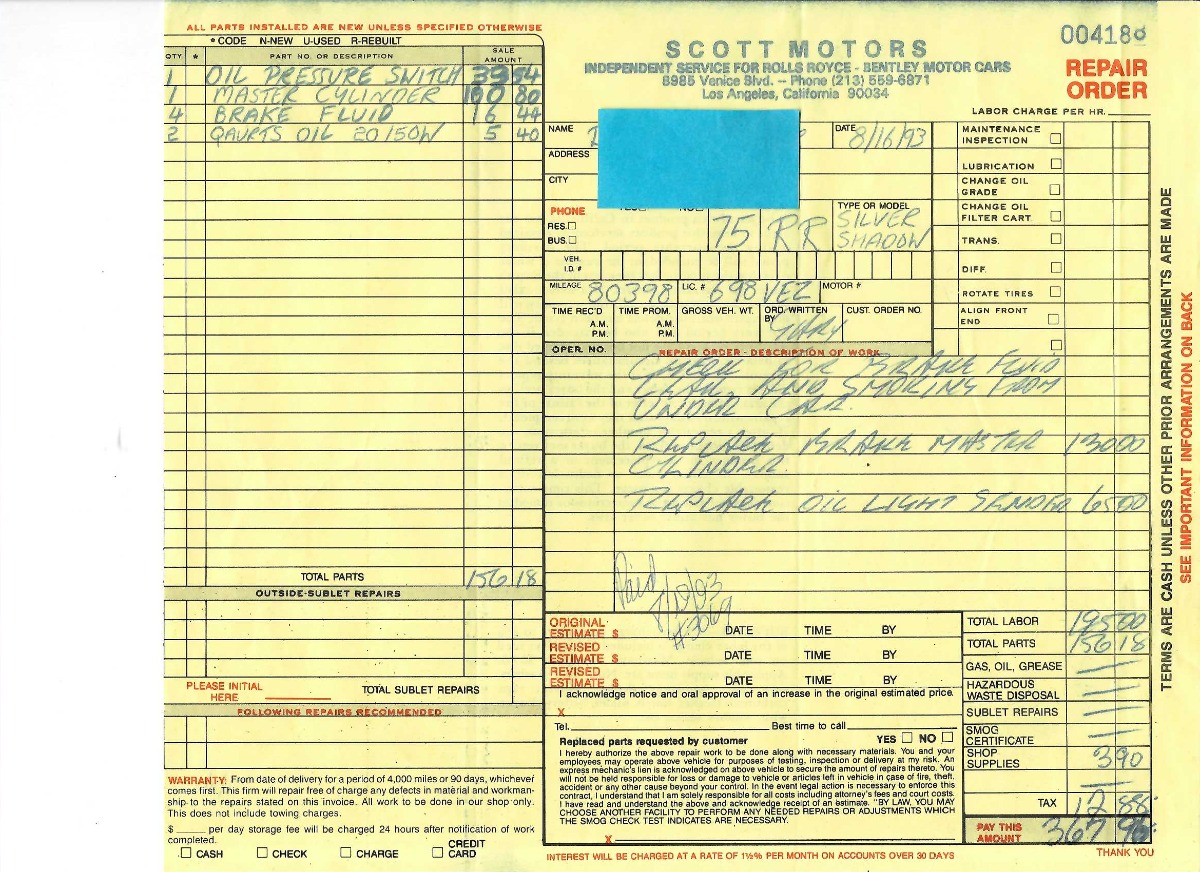 ALL PARTS INSTALLED ARE NEW UNLESS SPECIFIED OTHERWISE
* CODE N-NEW U-USED R-REBUILT
QTY * PART NO. OR DESCRIPTION SALE AMOUNT
1 OIL PRESSURE SWITCH 39 54
1 MASTER CYLINDER 80
4 BRAKE FLUID 16 44
2 QAURTS OIL 20/50W 5 40
TOTAL PARTS 156 18
OUTSIDE-SUBLET REPAIRS
PLEASE INITIAL HERE TOTAL SUBLET REPAIRS
FOLLOWING REPAIRS RECOMMENDED
WARRANTY: From date of delivery for a period of 4,000 miles or 90 days, whichever
comes first. This firm will repair free of charge any defects in material and workman-
ship to the repairs stated on this invoice. All work to be done in our shop only.
This does not include towing charges.
$ ____ per day storage fee will be charged 24 hours after notification of work
completed.
CASH CHECK CHARGE CREDIT CARD
SCOTT MOTORS
INDEPENDENT SERVICE FOR ROLLS ROYCE - BENTLEY MOTOR CARS
8985 Venice Blvd. – Phone (213) 559-6871
Los Angeles, California 90034
004188
REPAIR
ORDER
LABOR CHARGE PER HR.
NAME DATE 8/16/93
ADDRESS
CITY
PHONE
RES.
BUS.
75 RR
TYPE OR MODEL
SILVER
SHADOW
VEH. I.D. #
MILEAGE 80398 LIC. # 698 VEZ MOTOR #
TIME REC'D A.M. P.M. TIME PROM. A.M. P.M. GROSS VEH. WT. ORD. WRITTEN BY GARY CUST. ORDER NO.
MAINTENANCE INSPECTION
LUBRICATION
CHANGE OIL GRADE
CHANGE OIL FILTER CART.
TRANS.
DIFF.
ROTATE TIRES
ALIGN FRONT END
OPER. NO. REPAIR ORDER - DESCRIPTION OF WORK
CHECK FOR BRAKE FLUID
LEAK AND SMOKING FROM
UNDER CAR.
REPLACE BRAKE MASTER 130 00
CYLINDER.
REPLACE OIL LIGHT SENDER 65 00
Paid
#3069
ORIGINAL ESTIMATE $ DATE TIME BY
REVISED ESTIMATE $ DATE TIME BY
REVISED ESTIMATE $ DATE TIME BY
I acknowledge notice and oral approval of an increase in the original estimated price.
X
Tel. Best time to call
Replaced parts requested by customer YES NO
I hereby authorize the above repair work to be done along with necessary materials. You and your
employees may operate above vehicle for purposes of testing, inspection or delivery at my risk. An
express mechanic's lien is acknowledged on above vehicle to secure the amount of repairs thereto. You
will not be held responsible for loss or damage to vehicle or articles left in vehicle in case of fire, theft,
accident or any other cause beyond your control. In the event legal action is necessary to enforce this
contract, I understand that I am solely responsible for all costs including attorney's fees and court costs.
I have read and understand the above and acknowledge receipt of an estimate. "BY LAW, YOU MAY
CHOOSE ANOTHER FACILITY TO PERFORM ANY NEEDED REPAIRS OR ADJUSTMENTS WHICH
THE SMOG CHECK TEST INDICATES ARE NECESSARY.
X
TOTAL LABOR 195 00
TOTAL PARTS 156 18
GAS, OIL, GREASE —
HAZARDOUS WASTE DISPOSAL —
SUBLET REPAIRS —
SMOG CERTIFICATE —
SHOP SUPPLIES 3 90
TAX 12 88
PAY THIS AMOUNT 367 96
INTEREST WILL BE CHARGED AT A RATE OF 1½% PER MONTH ON ACCOUNTS OVER 30 DAYS
THANK YOU
TERMS ARE CASH UNLESS OTHER PRIOR ARRANGEMENTS ARE MADE
SEE IMPORTANT INFORMATION ON BACK